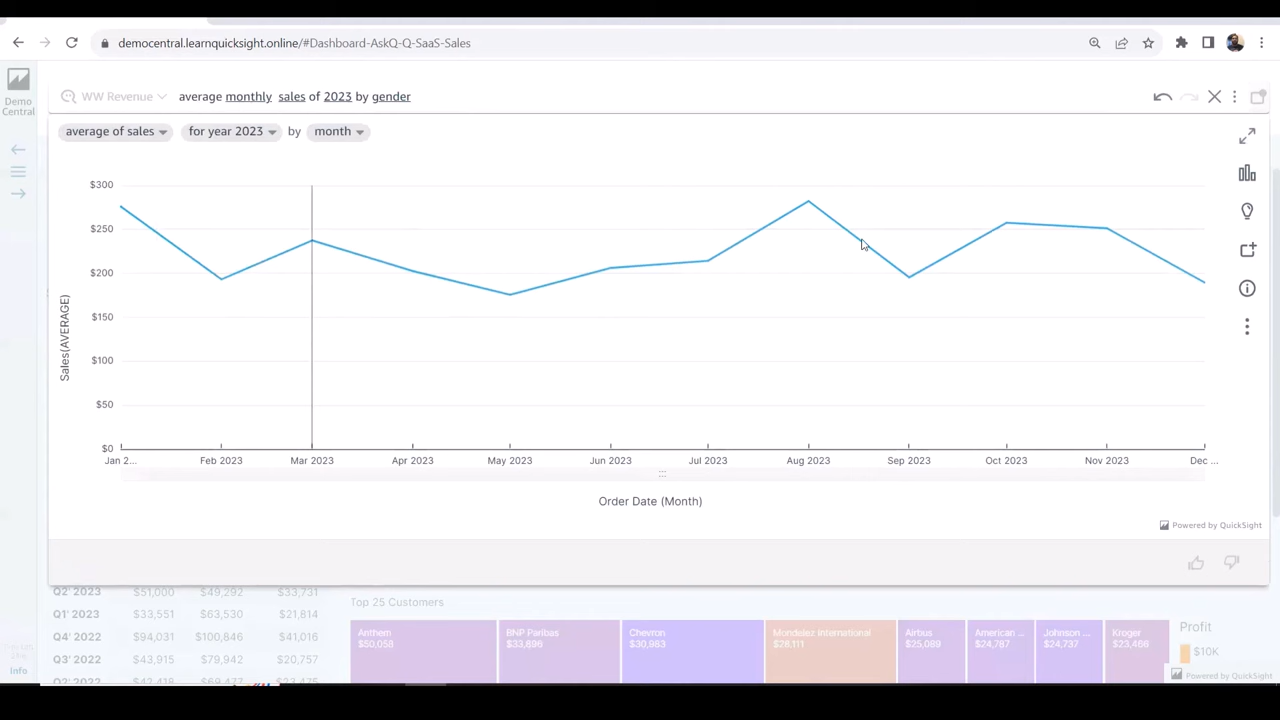 democentral.learnquicksight.online/#Dashboard-AskQ-Q-SaaS-Sales
Demo
Central
WW Revenue
average monthly sales of 2023 by gender
average of sales for year 2023 by month
$300
$250
$200
$150
$100
$50
$0
Sales(AVERAGE)
Jan 2... Feb 2023 Mar 2023 Apr 2023 May 2023 Jun 2023 Jul 2023 Aug 2023 Sep 2023 Oct 2023 Nov 2023 Dec ...
Order Date (Month)
Powered by QuickSight
Q2' 2023 $51,000 $49,292 $33,731
Q1' 2023 $33,551 $63,530 $21,814
Q4' 2022 $94,031 $100,846 $41,016
Q3' 2022 $43,915 $79,942 $20,757
Top 25 Customers
Anthem
$50,058
BNP Paribas
$33,896
Chevron
$30,983
Mondelez International
$28,111
Airbus
$25,089
American ...
$24,787
Johnson ...
$24,737
Kroger
$23,466
Profit
$10K
Powered by QuickSight
Info